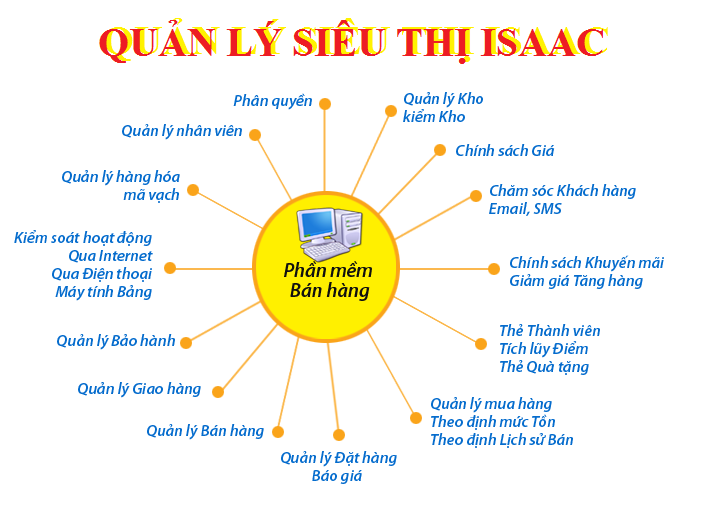 QUẢN LÝ SIÊU THỊ ISAAC
Phân quyền
Quản lý Kho
kiểm Kho
Chính sách Giá
Chăm sóc Khách hàng
Email, SMS
Chính sách Khuyến mãi
Giảm giá Tăng hàng
Thẻ Thành viên
Tích lũy Điểm
Thẻ Quà tặng
Quản lý mua hàng
Theo định mức Tồn
Theo định Lịch sử Bán
Quản lý Đặt hàng
Báo giá
Quản lý Bán hàng
Quản lý Giao hàng
Quản lý Bảo hành
Kiểm soát hoạt động
Qua Internet
Qua Điện thoại
Máy tính Bảng
Quản lý hàng hóa
mã vạch
Quản lý nhân viên
Phần mềm
Bán hàng